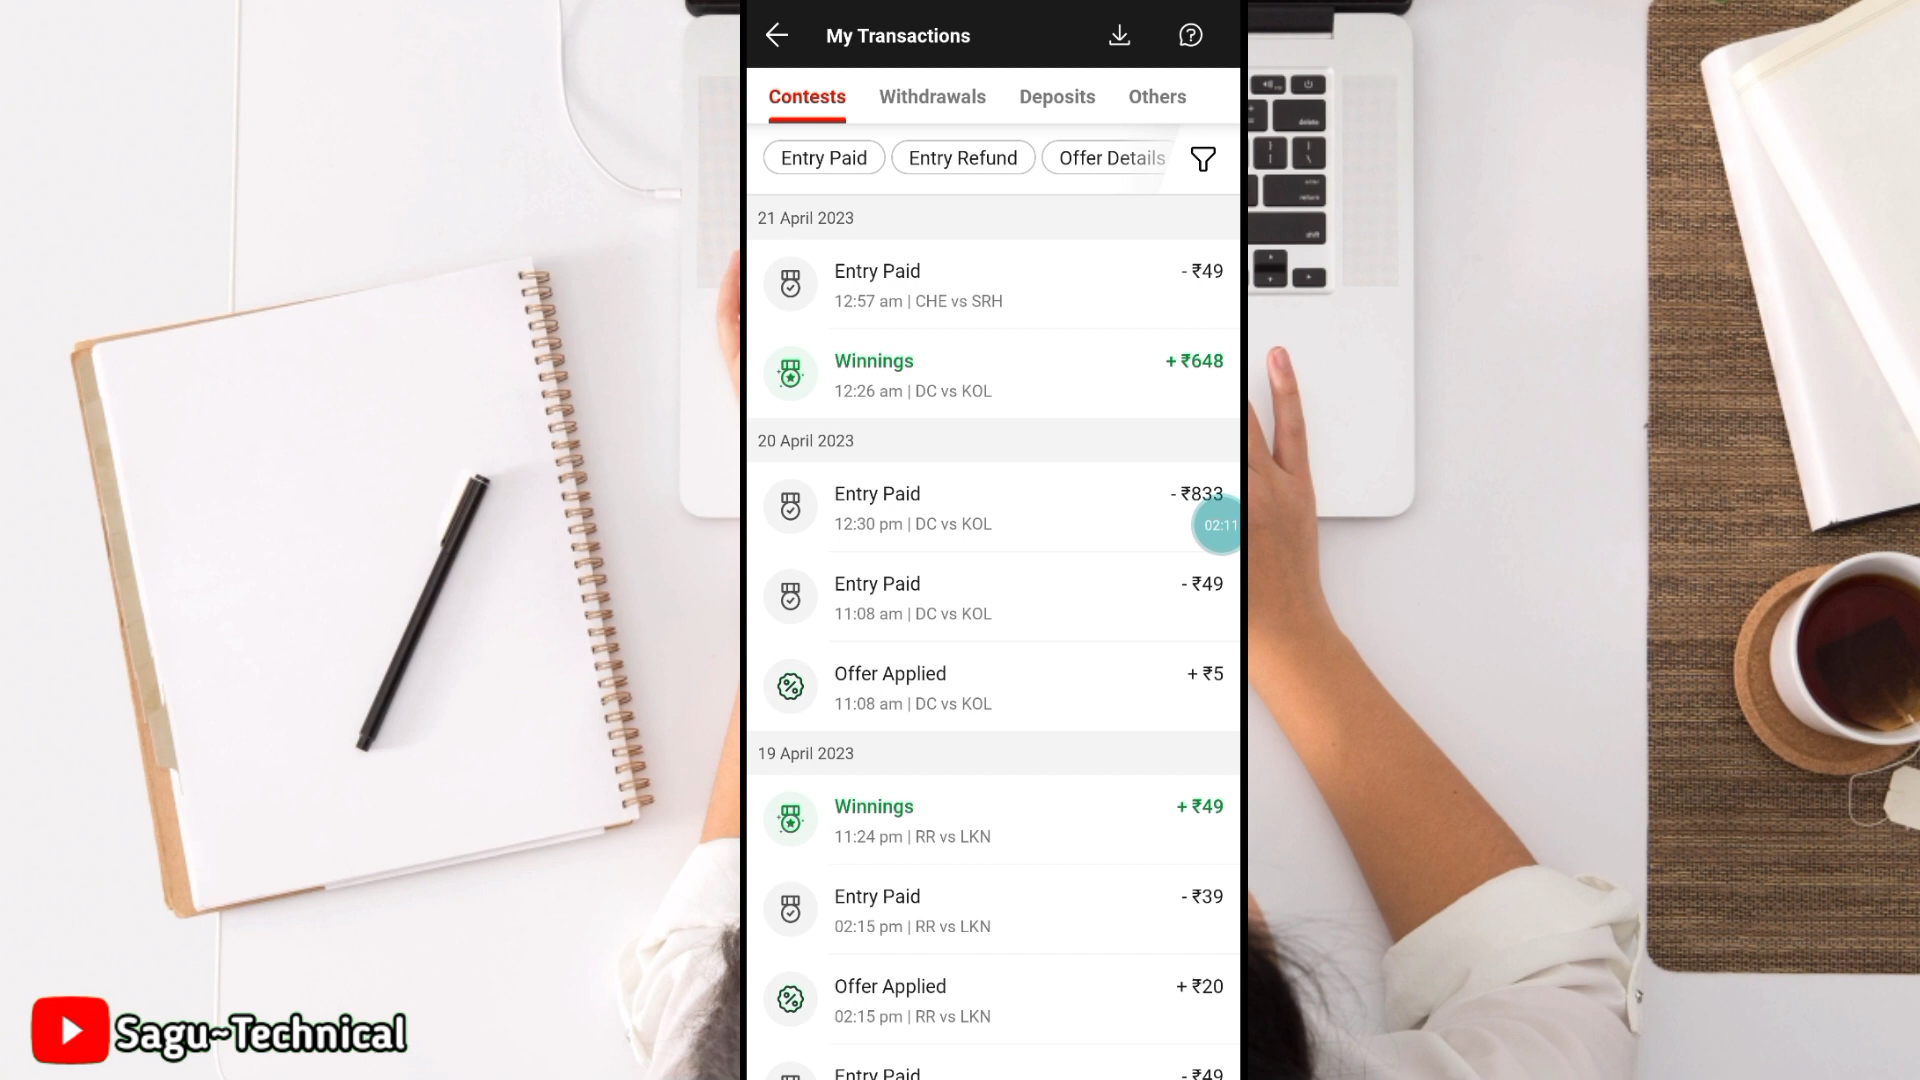 My Transactions
Contests Withdrawals Deposits Others
Entry Paid Entry Refund Offer Details
21 April 2023
Entry Paid - ₹49
12:57 am | CHE vs SRH
Winnings + ₹648
12:26 am | DC vs KOL
20 April 2023
Entry Paid - ₹833
12:30 pm | DC vs KOL
02:11
Entry Paid - ₹49
11:08 am | DC vs KOL
Offer Applied + ₹5
11:08 am | DC vs KOL
19 April 2023
Winnings + ₹49
11:24 pm | RR vs LKN
Entry Paid - ₹39
02:15 pm | RR vs LKN
Offer Applied + ₹20
02:15 pm | RR vs LKN
Entry Paid - ₹49
Sagu~Technical
delete
return
shift